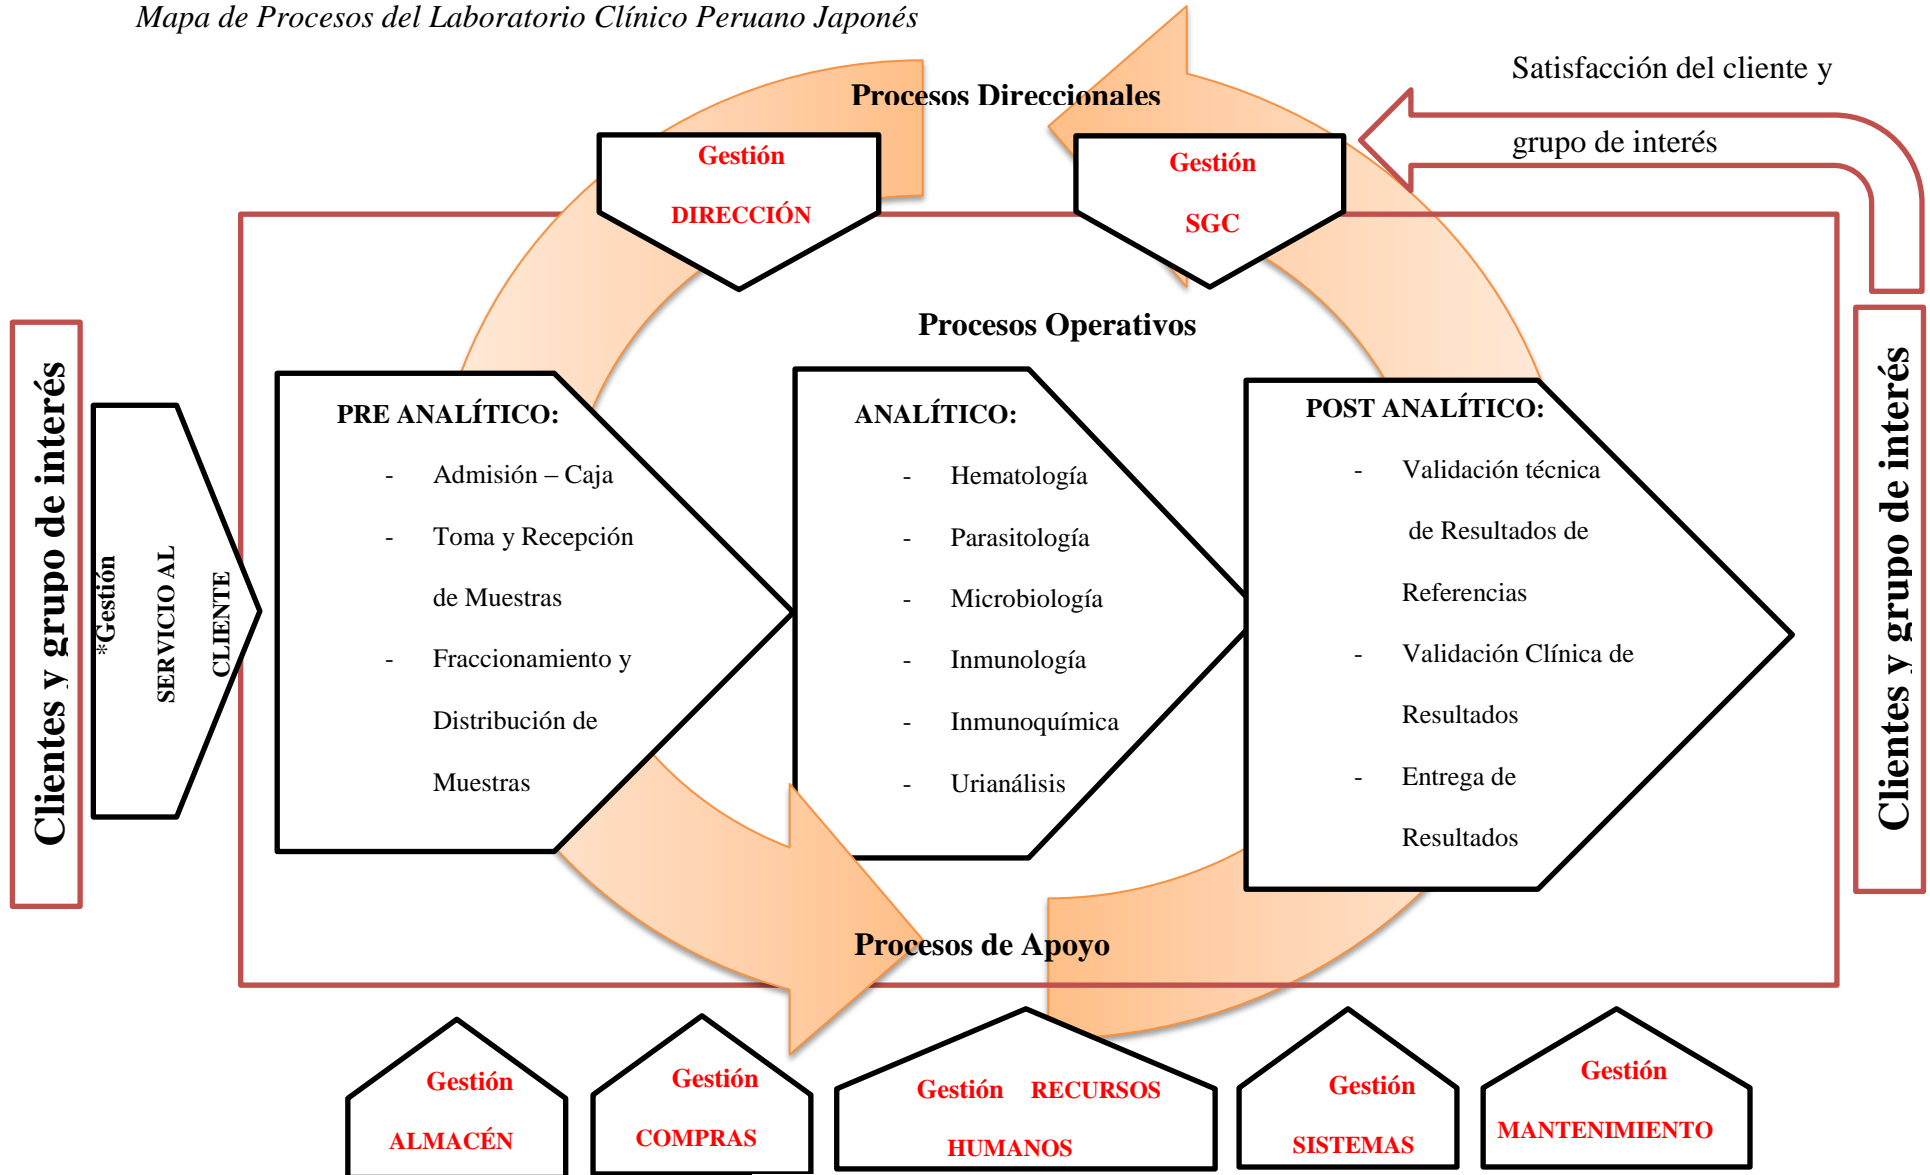 Mapa de Procesos del Laboratorio Clínico Peruano Japonés
Satisfacción del cliente y
grupo de interés
Procesos Direccionales
Gestión
DIRECCIÓN
Gestión
SGC
Procesos Operativos
Clientes y grupo de interés
*Gestión
SERVICIO AL
CLIENTE
PRE ANALÍTICO:
- Admisión – Caja
- Toma y Recepción
de Muestras
- Fraccionamiento y
Distribución de
Muestras
ANALÍTICO:
- Hematología
- Parasitología
- Microbiología
- Inmunología
- Inmunoquímica
- Urianálisis
POST ANALÍTICO:
- Validación técnica
de Resultados de
Referencias
- Validación Clínica de
Resultados
- Entrega de
Resultados
Clientes y grupo de interés
Procesos de Apoyo
Gestión
ALMACÉN
Gestión
COMPRAS
Gestión RECURSOS
HUMANOS
Gestión
SISTEMAS
Gestión
MANTENIMIENTO